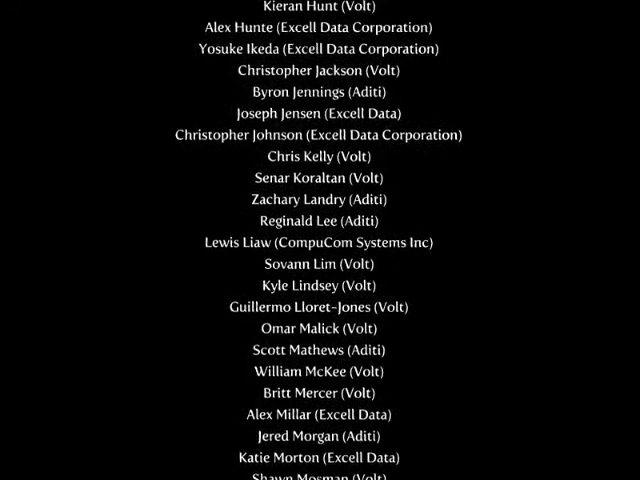 Kieran Hunt (Volt)
Alex Hunte (Excell Data Corporation)
Yosuke Ikeda (Excell Data Corporation)
Christopher Jackson (Volt)
Byron Jennings (Aditi)
Joseph Jensen (Excell Data)
Christopher Johnson (Excell Data Corporation)
Chris Kelly (Volt)
Senar Koraltan (Volt)
Zachary Landry (Aditi)
Reginald Lee (Aditi)
Lewis Liaw (CompuCom Systems Inc)
Sovann Lim (Volt)
Kyle Lindsey (Volt)
Guillermo Lloret-Jones (Volt)
Omar Malick (Volt)
Scott Mathews (Aditi)
William McKee (Volt)
Britt Mercer (Volt)
Alex Millar (Excell Data)
Jered Morgan (Aditi)
Katie Morton (Excell Data)
Shawn Mosman (Volt)